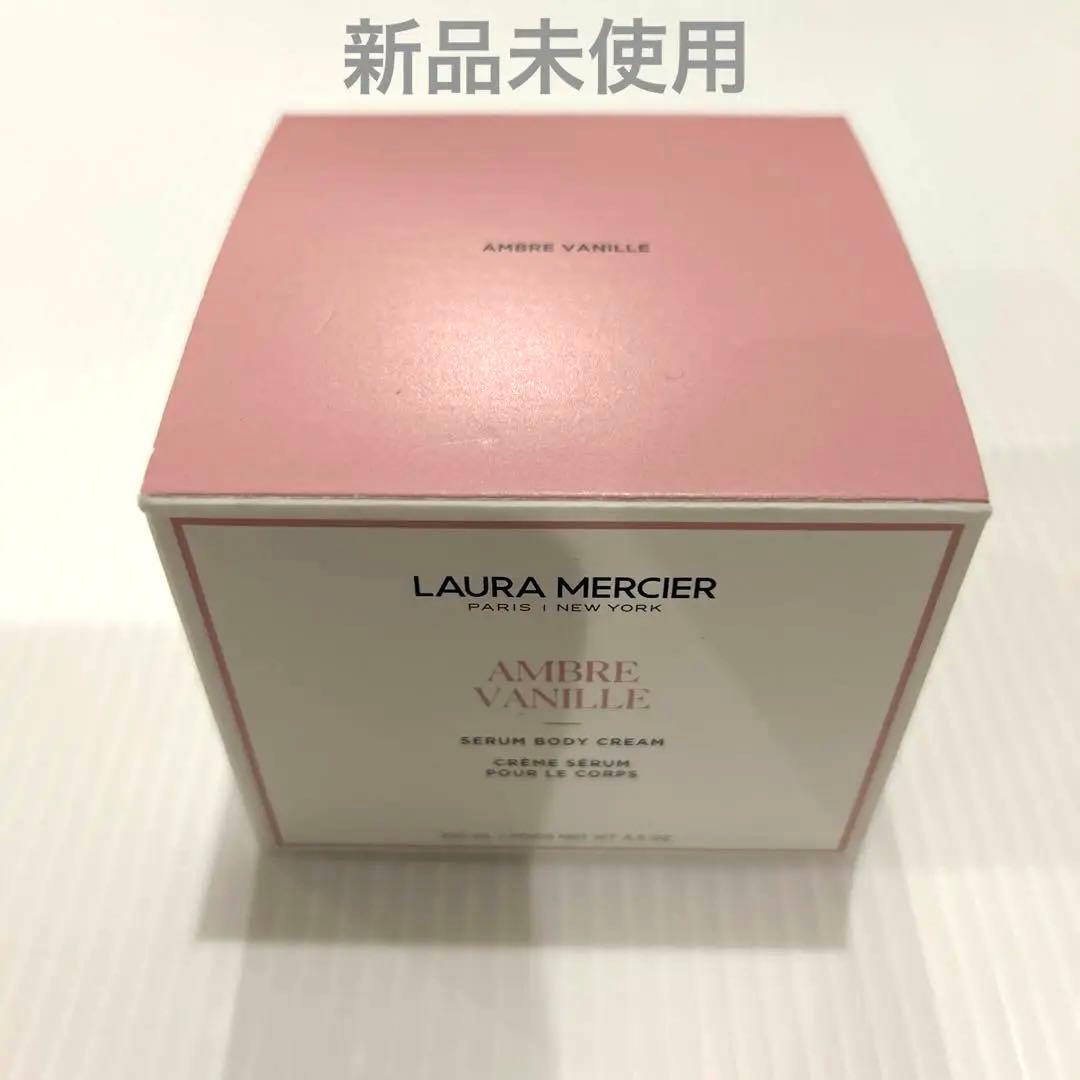 新品未使用
AMBRE VANILLE
LAURA MERCIER
PARIS | NEW YORK
AMBRE
VANILLE
SERUM BODY CREAM
CRÈME SÉRUM
POUR LE CORPS